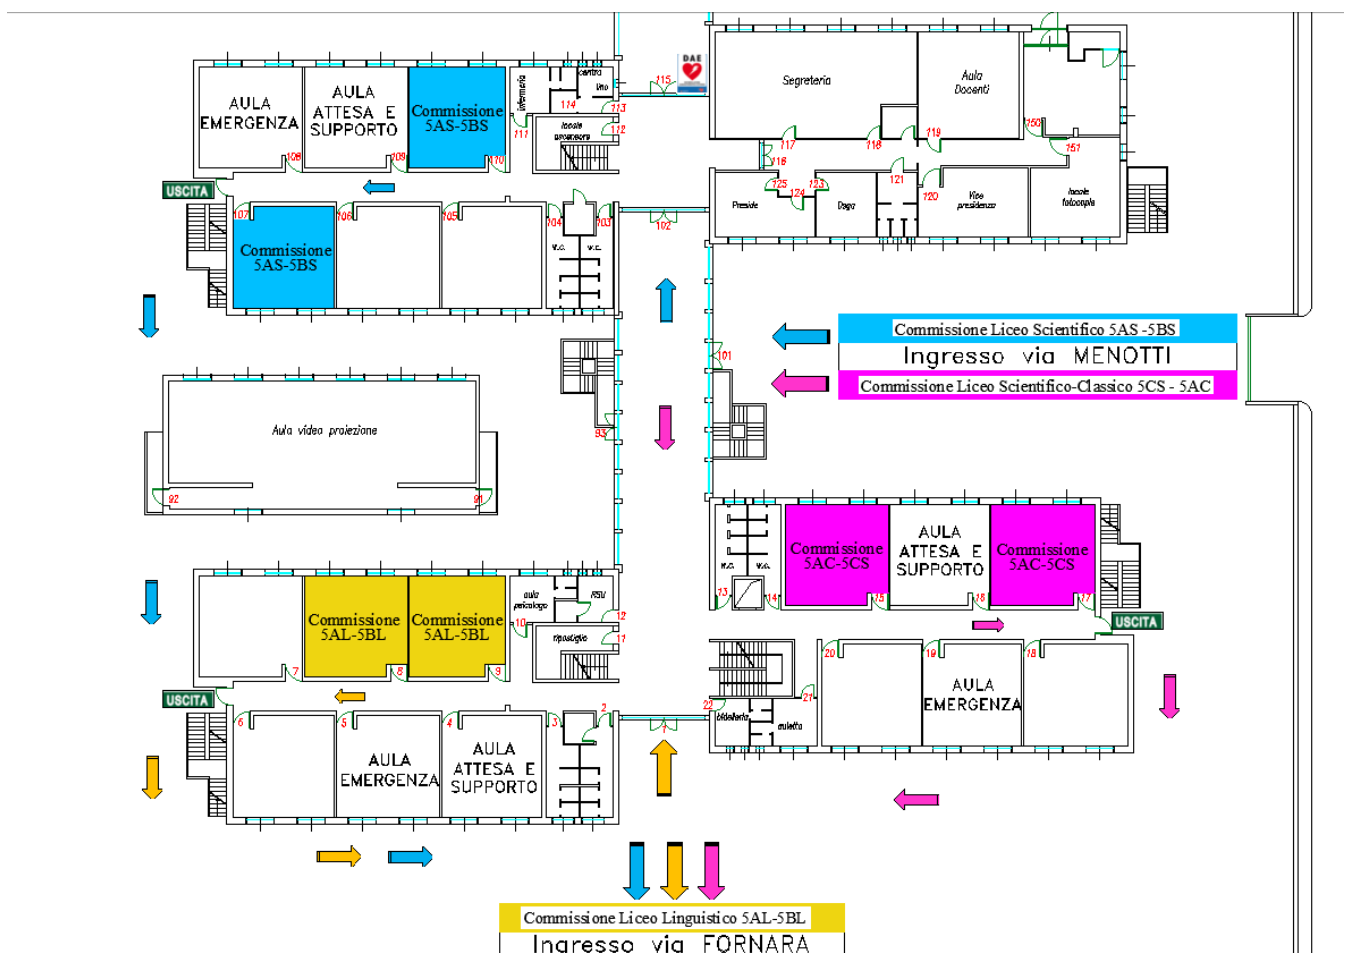 DAE
AULA
EMERGENZA
AULA
ATTESA E
SUPPORTO
Commissione
5AS-5BS
infermeria
centro
lino
114
113
115
locale
ascensore
112
111
108
109
110
Segreteria
Aula
Docenti
117
118
119
150
151
116
USCITA
107
106
105
104
103
102
Commissione
5AS-5BS
W.C.
W.C.
125
124
123
121
120
Preside
Dsga
Vice
presidenza
locale
fotocopie
Commissione Liceo Scientifico 5AS -5BS
Ingresso via MENOTTI
Commissione Liceo Scientifico-Classico 5CS - 5AC
101
93
Aula video proiezione
92
91
Commissione
5AL-5BL
Commissione
5AL-5BL
aula
psicologo
RSU
12
10
ripostiglio
11
7
8
9
W.C.
W.C.
Commissione
5AC-5CS
AULA
ATTESA E
SUPPORTO
Commissione
5AC-5CS
13
14
15
16
17
USCITA
USCITA
6
5
4
3
2
1
AULA
EMERGENZA
AULA
ATTESA E
SUPPORTO
22
21
20
19
18
bidelleria
auletta
AULA
EMERGENZA
Commissione Liceo Linguistico 5AL-5BL
Ingresso via FORNARA